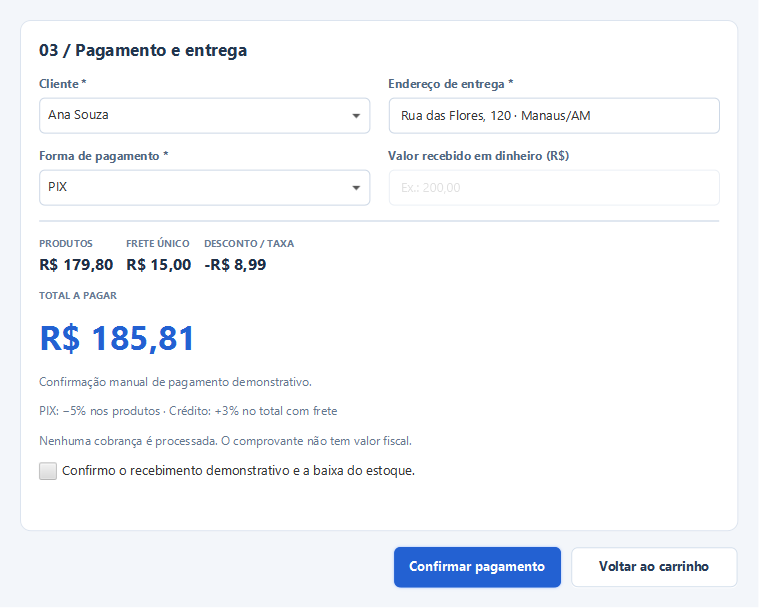 03 / Pagamento e entrega
Cliente * Endereço de entrega *
Ana Souza Rua das Flores, 120 · Manaus/AM
Forma de pagamento * Valor recebido em dinheiro (R$)
PIX Ex.: 200,00
PRODUTOS FRETE ÚNICO DESCONTO / TAXA
R$ 179,80 R$ 15,00 -R$ 8,99
TOTAL A PAGAR
R$ 185,81
Confirmação manual de pagamento demonstrativo.
PIX: −5% nos produtos · Crédito: +3% no total com frete
Nenhuma cobrança é processada. O comprovante não tem valor fiscal.
Confirmo o recebimento demonstrativo e a baixa do estoque.
Confirmar pagamento Voltar ao carrinho